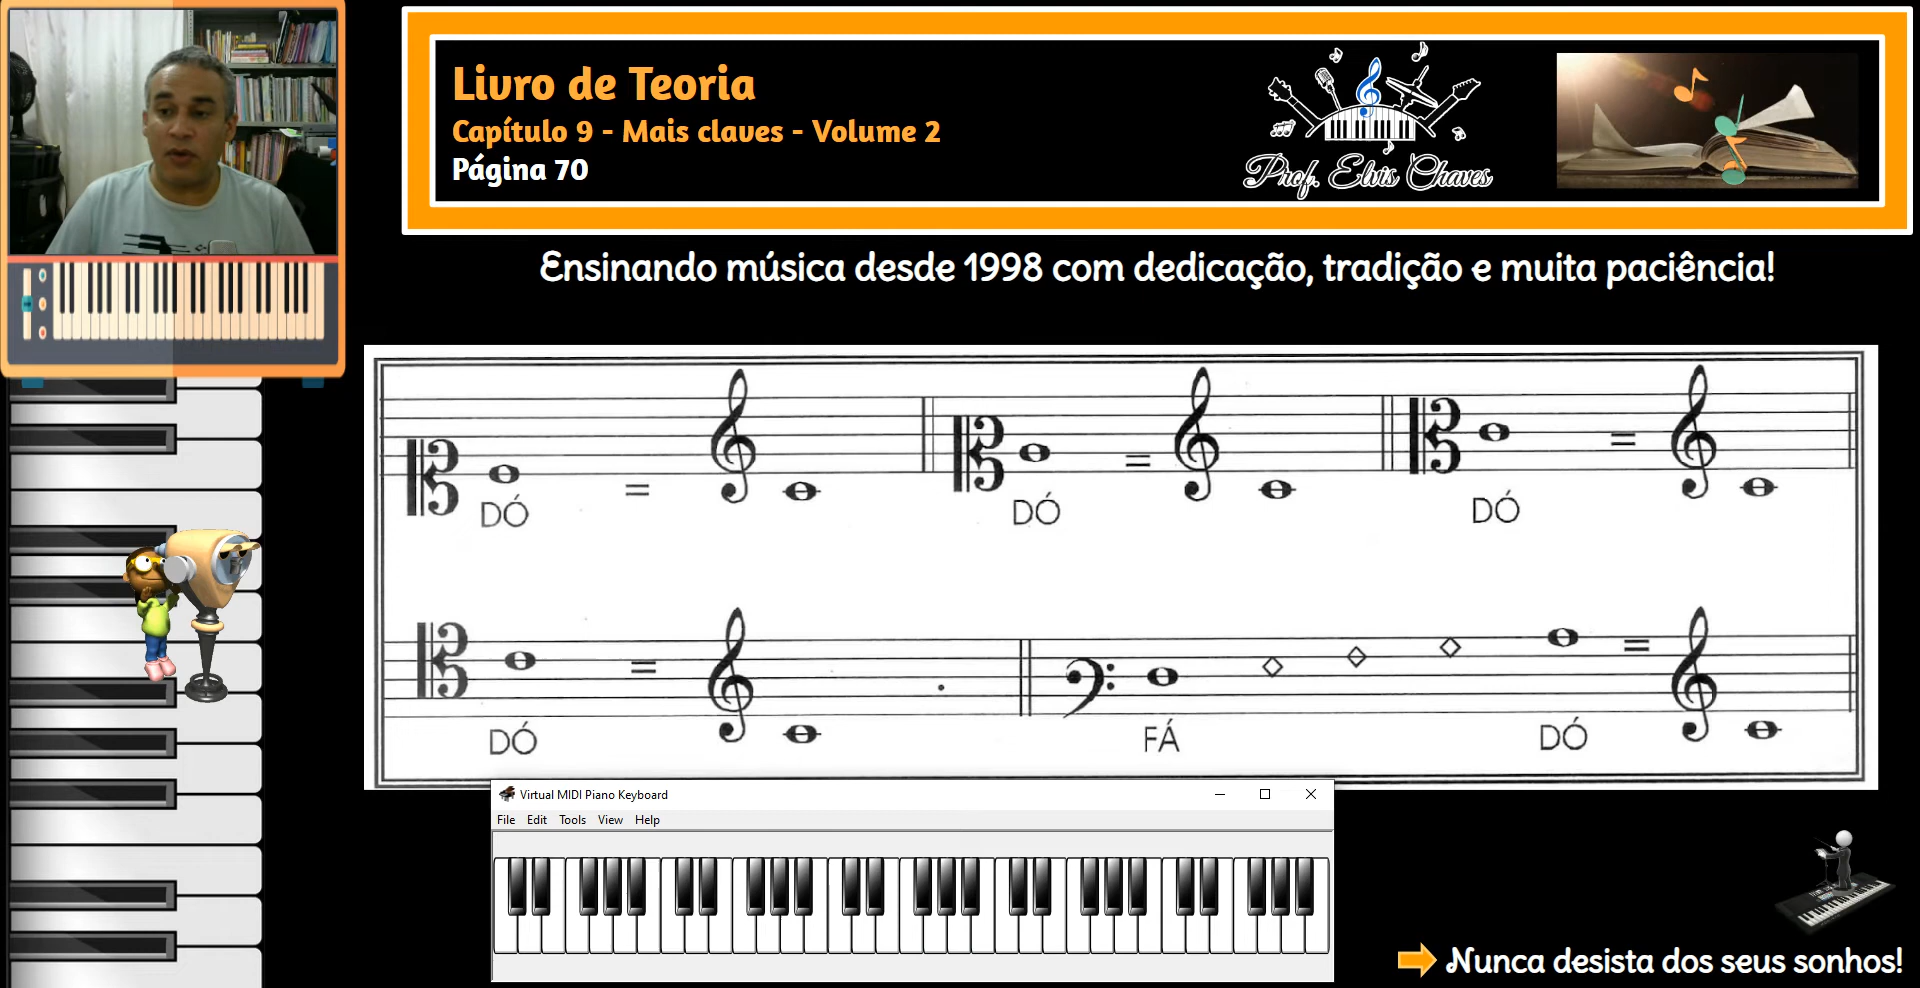 Livro de Teoria
Capítulo 9 - Mais claves - Volume 2
Página 70
Prof. Elvis Chaves
Ensinando música desde 1998 com dedicação, tradição e muita paciência!
DÓ = DÓ = DÓ =
DÓ = FÁ DÓ =
Virtual MIDI Piano Keyboard
File Edit Tools View Help
Nunca desista dos seus sonhos!